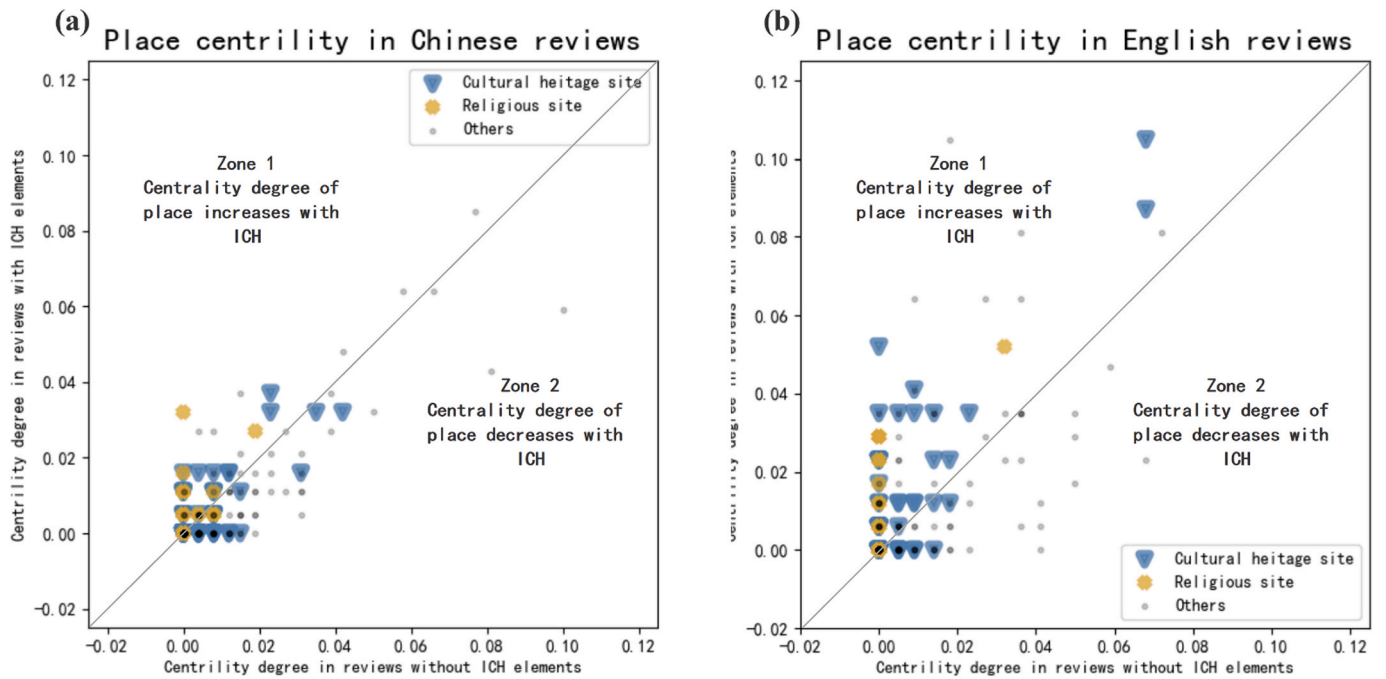 (a)
Place centrility in Chinese reviews
Cultural heitage site
Religious site
Others
Zone 1
Centrality degree of
place increases with
ICH
Zone 2
Centrality degree of
place decreases with
ICH
Centrility degree in reviews with ICH elements
0.12
0.10
0.08
0.06
0.04
0.02
0.00
-0.02
-0.02 0.00 0.02 0.04 0.06 0.08 0.10 0.12
Centrility degree in reviews without ICH elements
(b)
Place centrility in English reviews
Zone 1
Centrality degree of
place increases with
ICH
Zone 2
Centrality degree of
place decreases with
ICH
Cultural heitage site
Religious site
Others
degree in reviews with elements
0.12
0.10
0.08
0.06
0.04
0.02
0.00
-0.02
-0.02 0.00 0.02 0.04 0.06 0.08 0.10 0.12
Centrility degree in reviews without ICH elements